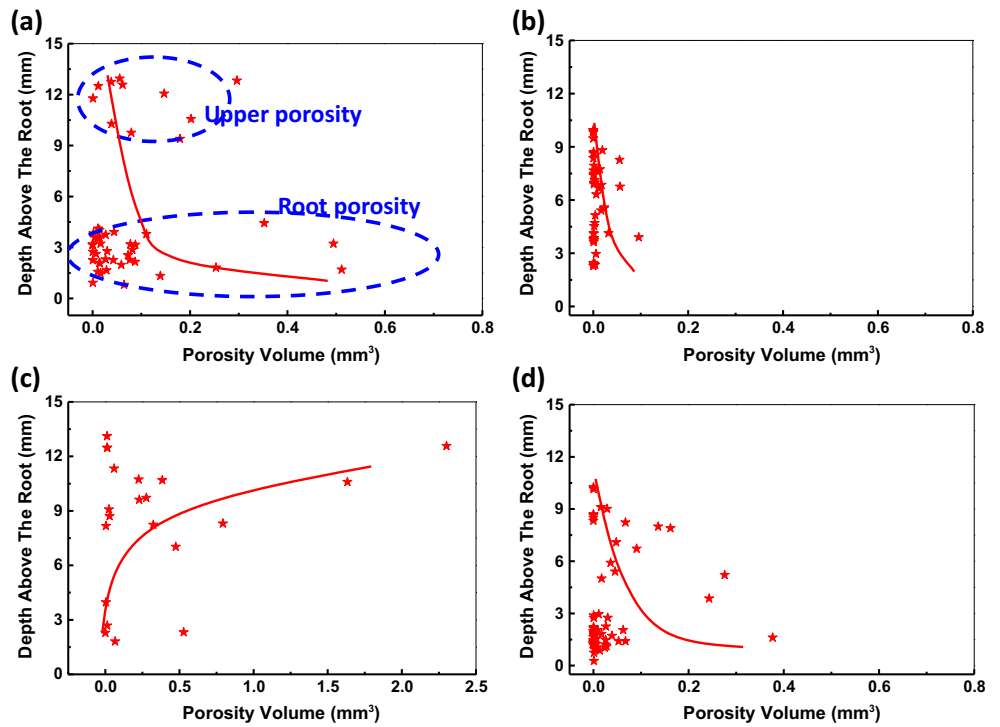 (a)
15
12
9
6
3
0
Depth Above The Root (mm)
Upper porosity
Root porosity
0.0 0.2 0.4 0.6 0.8
Porosity Volume (mm³)
(b)
15
12
9
6
3
0
Depth Above The Root (mm)
0.0 0.2 0.4 0.6 0.8
Porosity Volume (mm³)
(c)
15
12
9
6
3
0
Depth Above The Root (mm)
0.0 0.5 1.0 1.5 2.0 2.5
Porosity Volume (mm³)
(d)
15
12
9
6
3
0
Depth Above The Root (mm)
0.0 0.2 0.4 0.6 0.8
Porosity Volume (mm³)